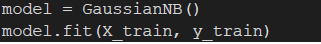 model = GaussianNB()
model.fit(X_train, y_train)